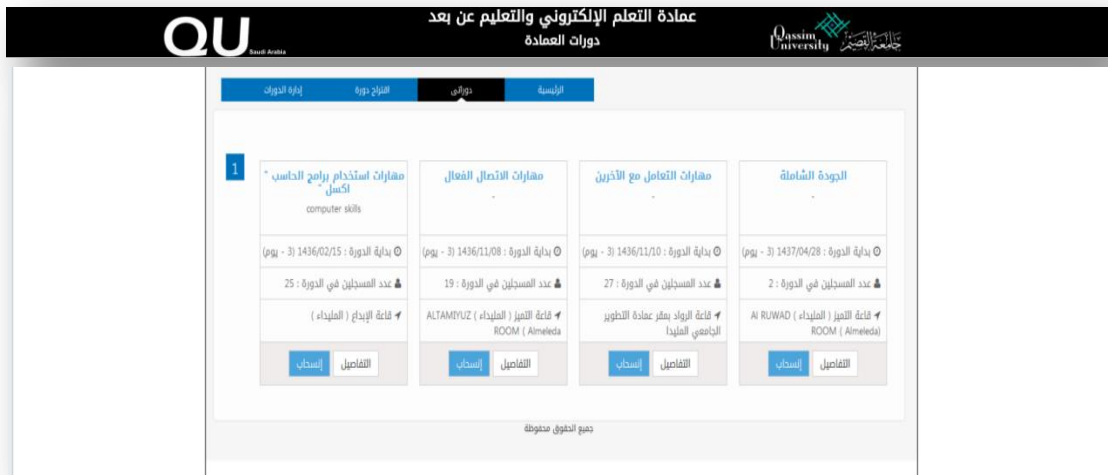 عمادة التعلم الإلكتروني والتعليم عن بعد
دورات العمادة
Qassim University
جامعة القصيم
QU
Saudi Arabia
الرئيسية
دوراتى
اقتراح دورة
إدارة الدورات
الجودة الشاملة
-
بداية الدورة : 1437/04/28 (3 - يوم)
عدد المسجلين في الدورة : 2
قاعة التميز ( المليداء ) Al RUWAD
ROOM ( Almeleda)
التفاصيل
إنسحاب
مهارات التعامل مع الأخرين
-
بداية الدورة : 1436/11/10 (3 - يوم)
عدد المسجلين في الدورة : 27
قاعة الرواد بمقر عمادة التطوير
الجامعي المليدا
التفاصيل
إنسحاب
مهارات الاتصال الفعال
-
بداية الدورة : 1436/11/08 (3 - يوم)
عدد المسجلين في الدورة : 19
قاعة التميز ( المليداء ) ALTAMIYUZ
ROOM ( Almeleda
التفاصيل
إنسحاب
مهارات استخدام برامج الحاسب "
اكسل "
computer skills
بداية الدورة : 1436/02/15 (3 - يوم)
عدد المسجلين في الدورة : 25
قاعة الإبداع ( المليداء )
التفاصيل
إنسحاب
1
جميع الحقوق محفوظة